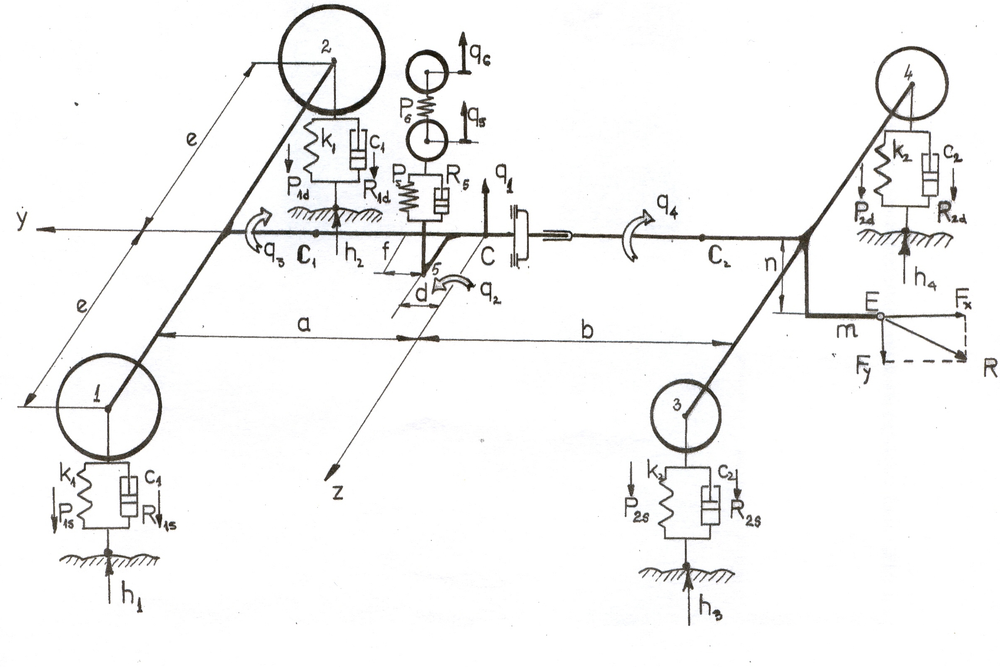 2
q₆
4
P₆
q₅
e
k₁
c₁
k₂
c₂
P₅
R₅
q₁
P₁d
R₁d
q₄
P₂d
R₂d
y
q₃
C₁
h₂
f
5
C
C₂
n
h₄
d
q₂
E
Fₓ
e
a
b
m
Fy
R
1
3
z
k₁
c₁
k₂
c₂
P₁s
R₁s
P₂s
R₂s
h₁
h₃